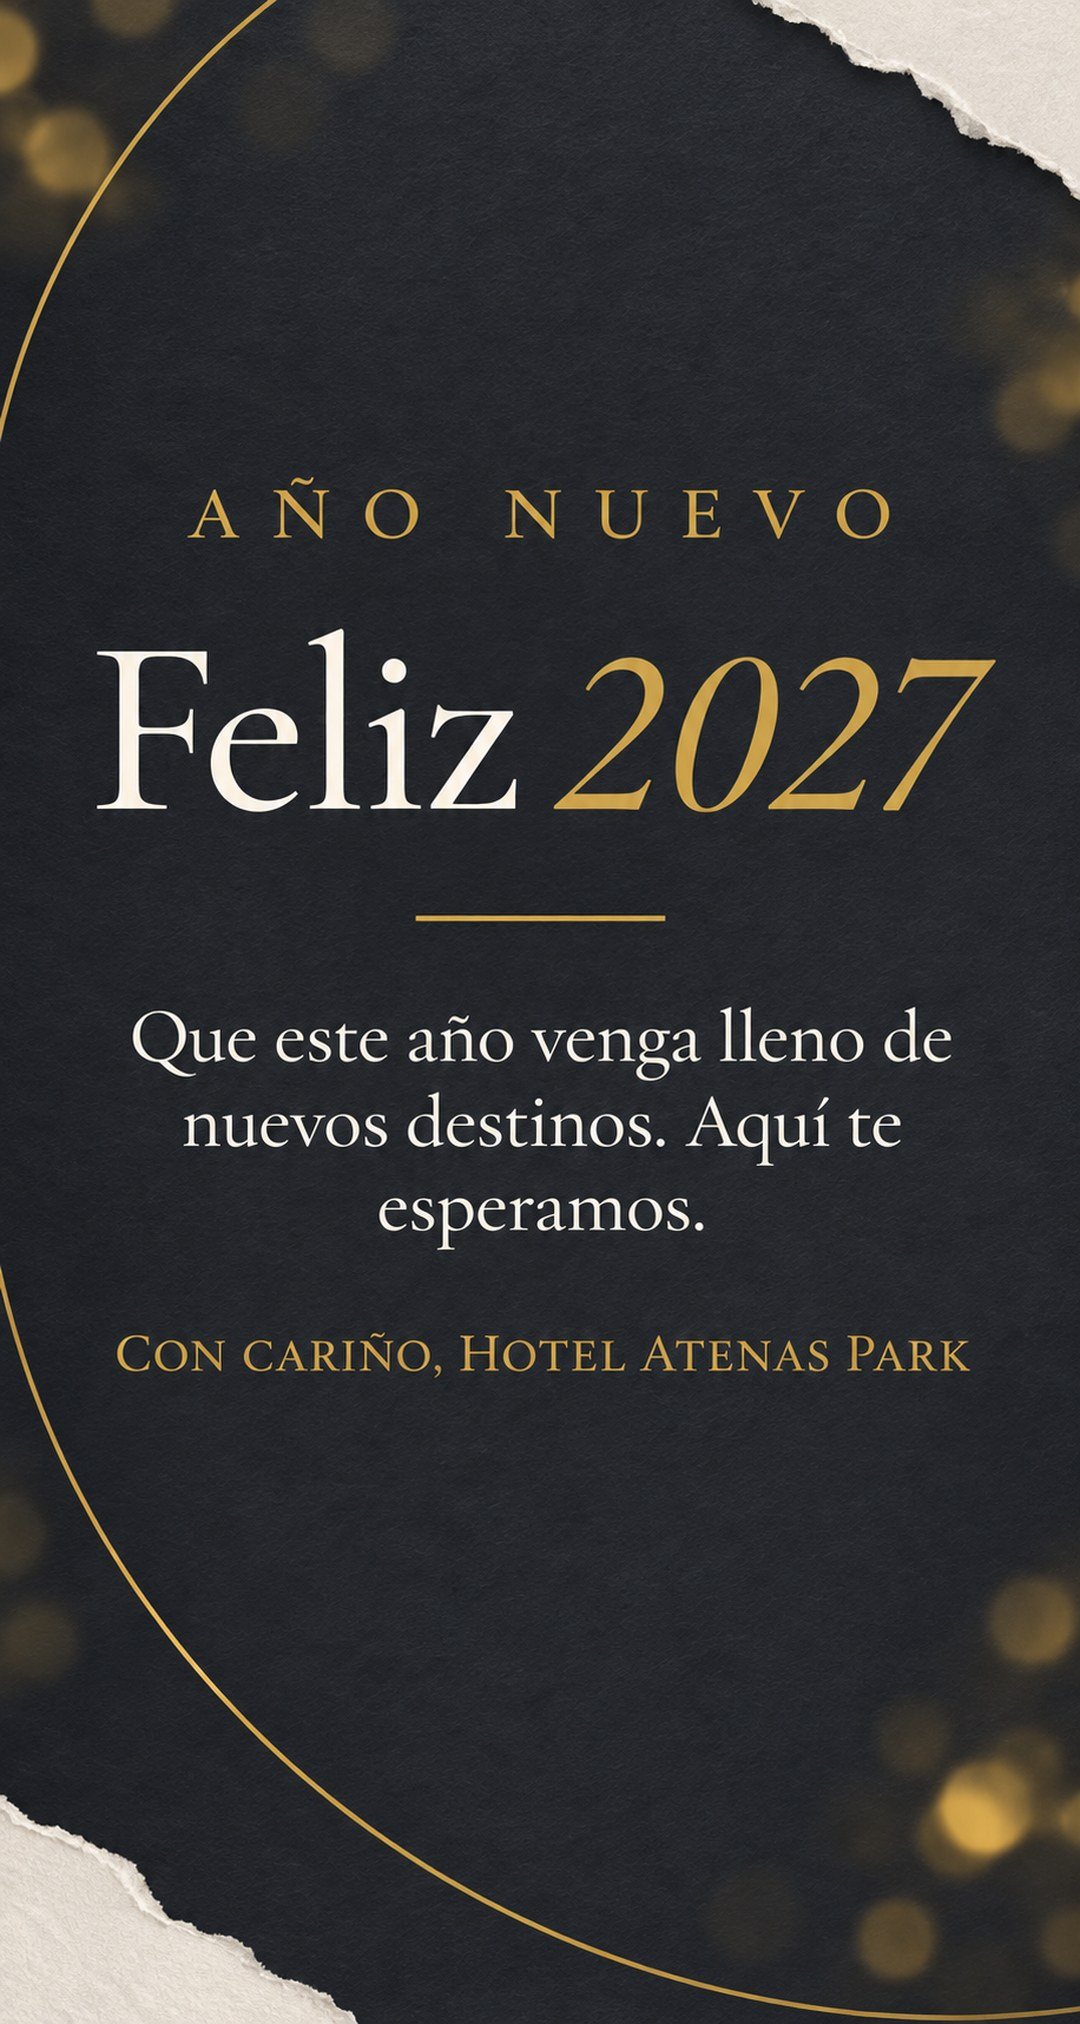 AÑO NUEVO
Feliz 2027
Que este año venga lleno de
nuevos destinos. Aquí te
esperamos.
Con cariño, Hotel Atenas Park